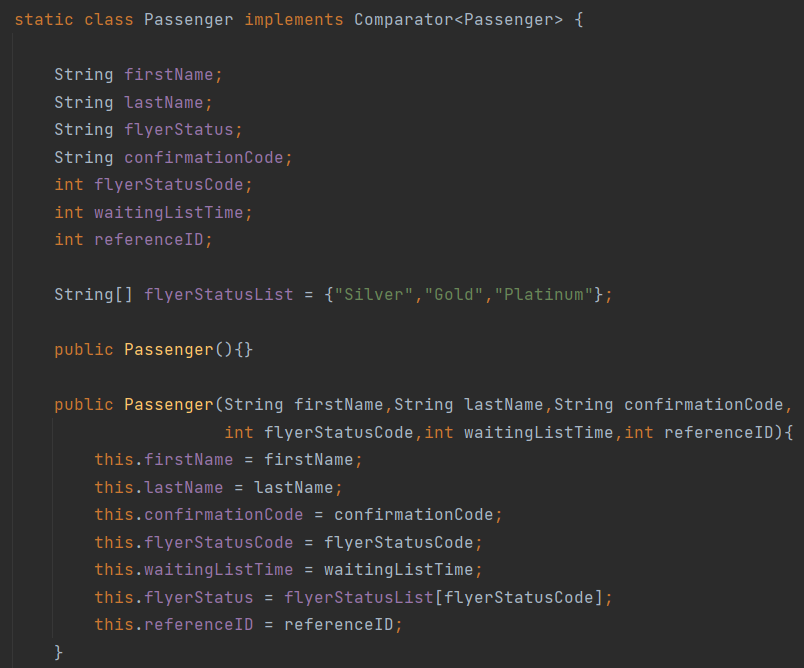 static class Passenger implements Comparator<Passenger> {
String firstName;
String lastName;
String flyerStatus;
String confirmationCode;
int flyerStatusCode;
int waitingListTime;
int referenceID;
String[] flyerStatusList = {"Silver","Gold","Platinum"};
public Passenger(){}
public Passenger(String firstName,String lastName,String confirmationCode,
int flyerStatusCode,int waitingListTime,int referenceID){
this.firstName = firstName;
this.lastName = lastName;
this.confirmationCode = confirmationCode;
this.flyerStatusCode = flyerStatusCode;
this.waitingListTime = waitingListTime;
this.flyerStatus = flyerStatusList[flyerStatusCode];
this.referenceID = referenceID;
}